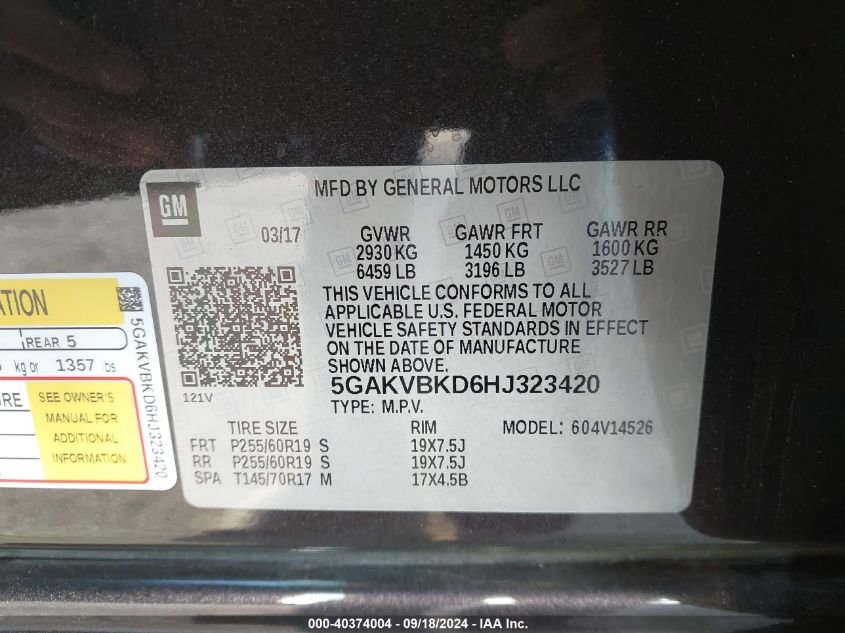 GM
MFD BY GENERAL MOTORS LLC
03/17
GVWR GAWR FRT GAWR RR
2930 KG 1450 KG 1600 KG
6459 LB 3196 LB 3527 LB
THIS VEHICLE CONFORMS TO ALL
APPLICABLE U.S. FEDERAL MOTOR
VEHICLE SAFETY STANDARDS IN EFFECT
ON THE DATE OF MANUFACTURE
SHOWN ABOVE.
5GAKVBKD6HJ323420
TYPE: M.P.V.
121V
TIRE SIZE RIM MODEL: 604V14526
FRT P255/60R19 S 19X7.5J
RR P255/60R19 S 19X7.5J
SPA T145/70R17 M 17X4.5B
REAR 5
kg or 1357 lbs
SEE OWNER'S
MANUAL FOR
ADDITIONAL
INFORMATION
5GAKVBKD6HJ323420
000-40374004 - 09/18/2024 - IAA Inc.